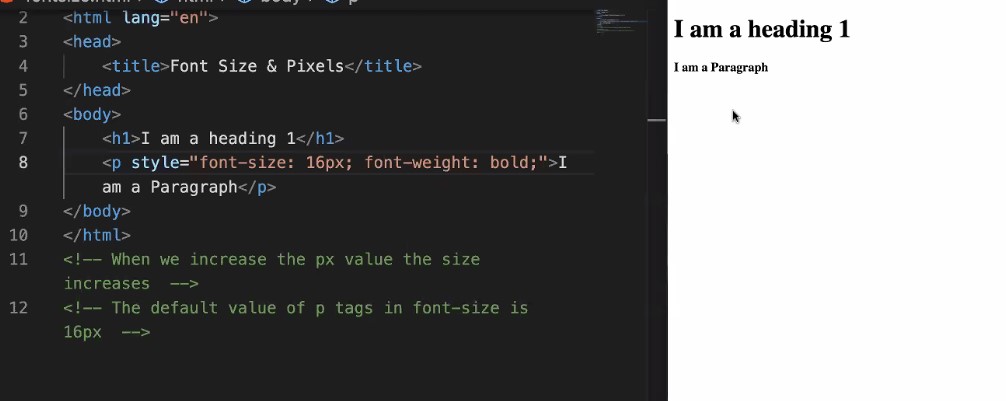 2 <html lang="en">
3 <head>
4 <title>Font Size & Pixels</title>
5 </head>
6 <body>
7 <h1>I am a heading 1</h1>
8 <p style="font-size: 16px; font-weight: bold;">I
am a Paragraph</p>
9 </body>
10 </html>
11 <!-- When we increase the px value the size
increases -->
12 <!-- The default value of p tags in font-size is
16px -->
I am a heading 1
I am a Paragraph